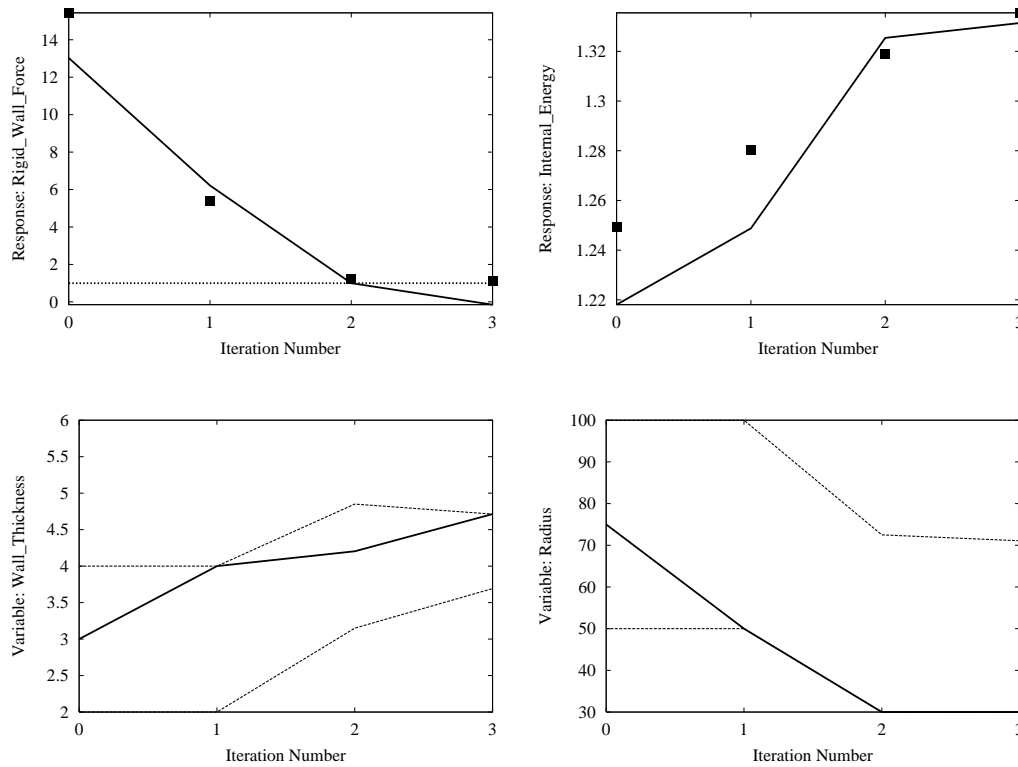 Response: Rigid_Wall_Force
14
12
10
8
6
4
2
0
0 1 2 3
Iteration Number
Response: Internal_Energy
1.32
1.3
1.28
1.26
1.24
1.22
0 1 2 3
Iteration Number
Variable: Wall_Thickness
6
5.5
5
4.5
4
3.5
3
2.5
2
0 1 2 3
Iteration Number
Variable: Radius
100
90
80
70
60
50
40
30
0 1 2 3
Iteration Number